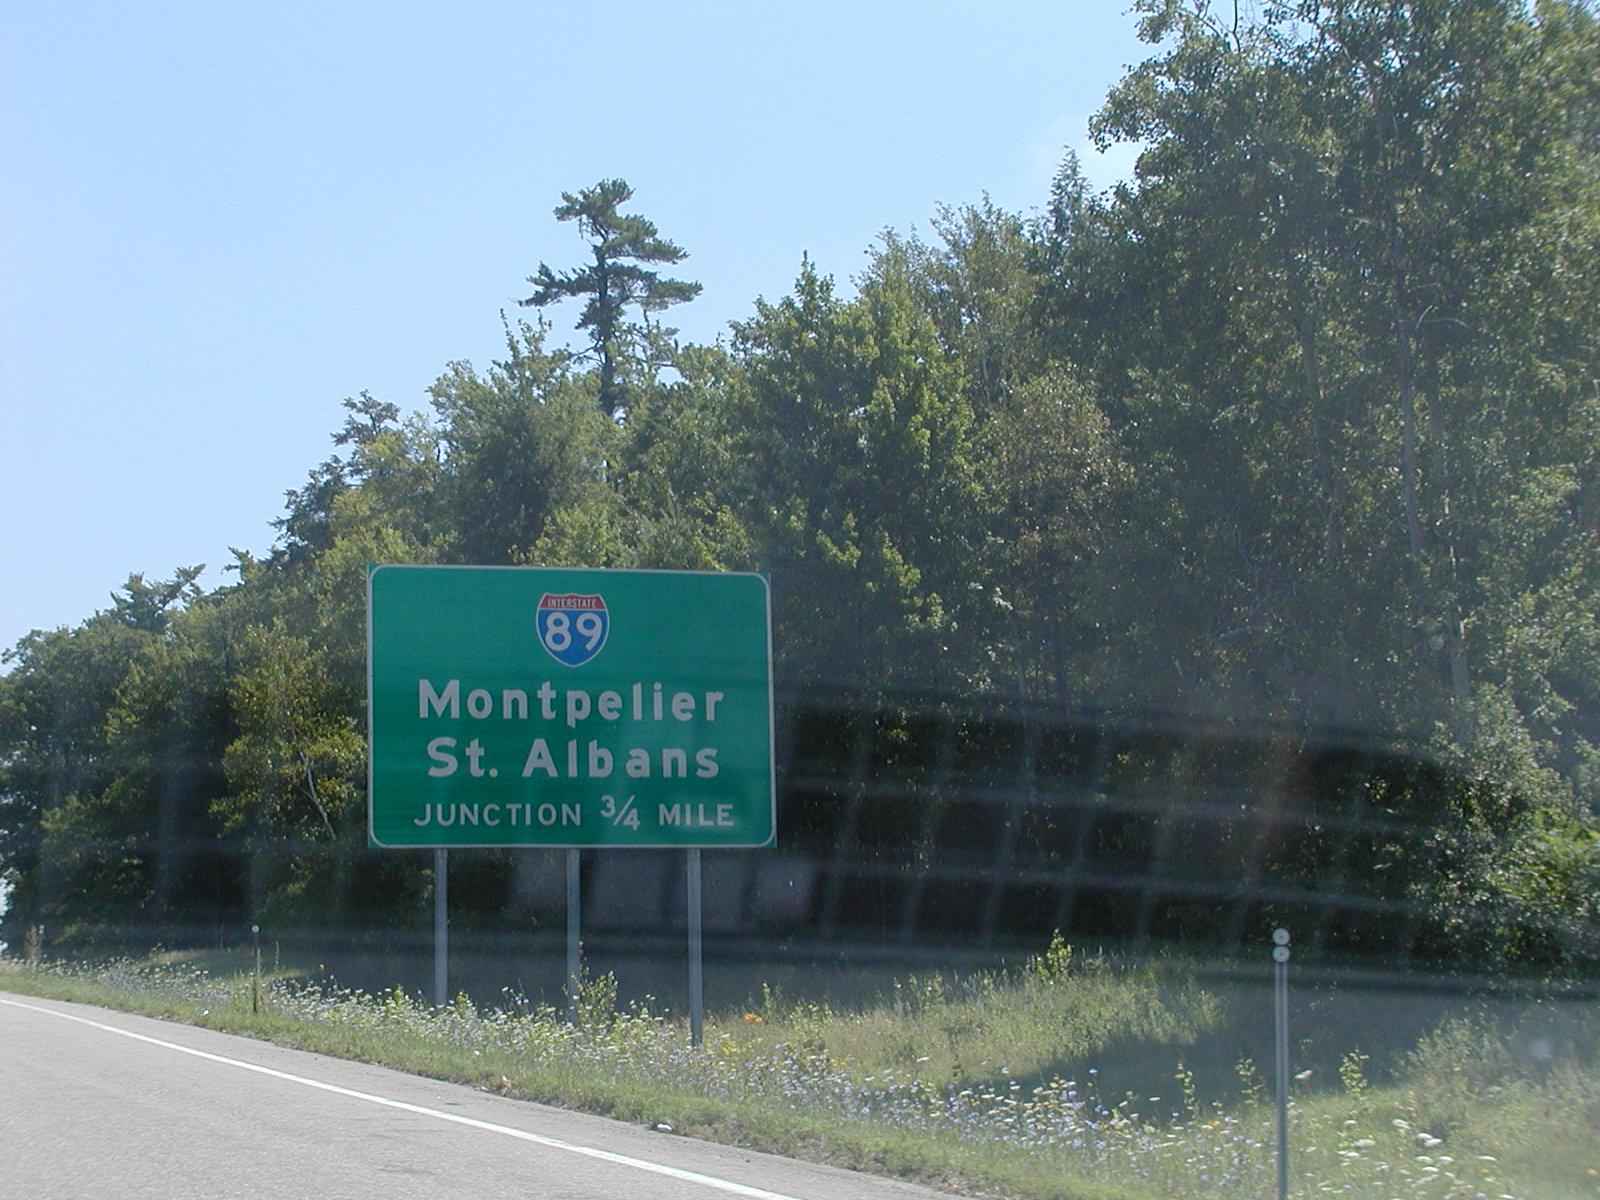 INTERSTATE
89
Montpelier
St. Albans
JUNCTION 3/4 MILE